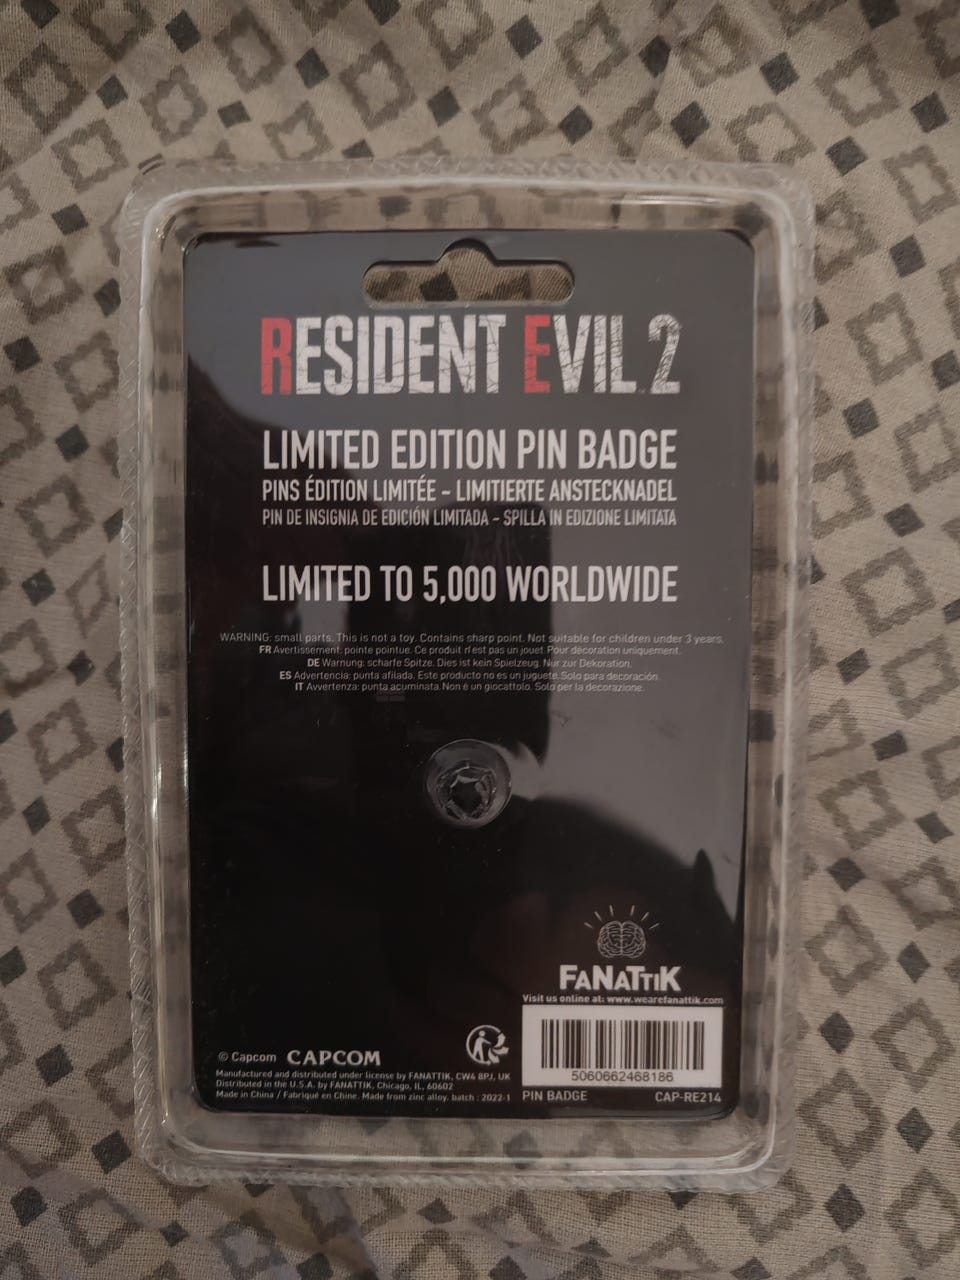 RESIDENT EVIL 2
LIMITED EDITION PIN BADGE
PINS ÉDITION LIMITÉE - LIMITIERTE ANSTECKNADEL
PIN DE INSIGNIA DE EDICIÓN LIMITADA - SPILLA IN EDIZIONE LIMITATA
LIMITED TO 5,000 WORLDWIDE
WARNING: small parts. This is not a toy. Contains sharp point. Not suitable for children under 3 years.
FR Avertissement: pointe pointue. Ce produit n'est pas un jouet. Pour décoration uniquement.
DE Warnung: scharfe Spitze. Dies ist kein Spielzeug. Nur zur Dekoration.
ES Advertencia: punta afilada. Este producto no es un juguete. Solo para decoración.
IT Avvertenza: punta acuminata. Non é un giocattolo. Solo per la decorazione.
FANATTIK
Visit us online at: www.wearefanattik.com
5060662468186
PIN BADGE CAP-RE214
© Capcom CAPCOM
Manufactured and distributed under license by FANATTIK, CW4 8PJ, UK
Distributed in the U.S.A. by FANATTIK, Chicago, IL, 60602
Made in China / Fabriqué en Chine. Made from zinc alloy. batch : 2022-1